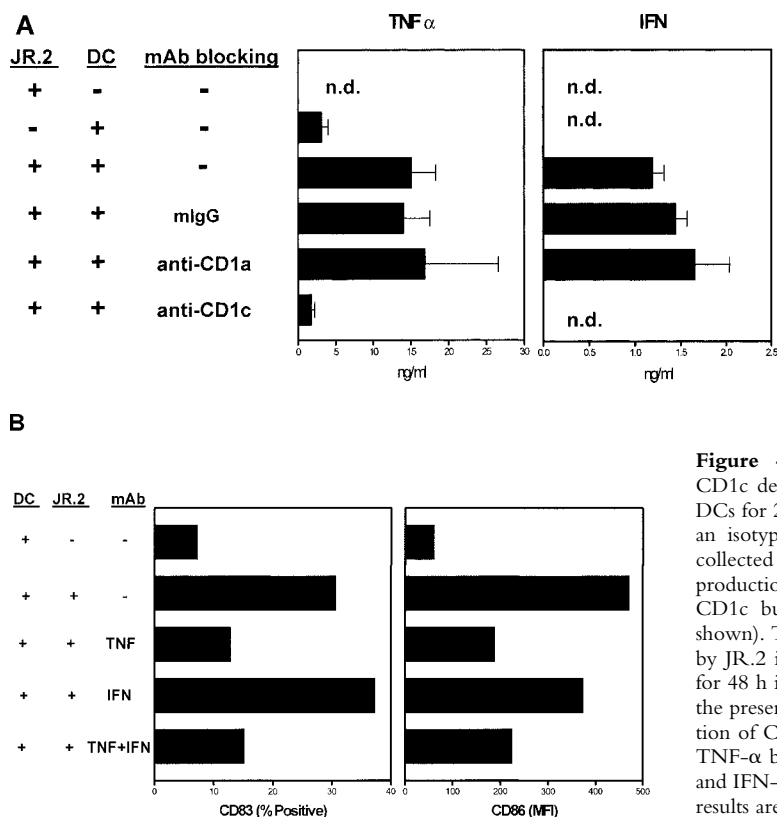 A
TNF α IFN
JR.2 DC mAb blocking
+ - - n.d. n.d.
- + - n.d.
+ + -
+ + mIgG
+ + anti-CD1a
+ + anti-CD1c n.d.
0 5 10 15 20 25 30 0.0 0.5 1.0 1.5 2.0 2.5
ng/ml ng/ml
B
DC JR.2 mAb
+ - -
+ + -
+ + TNF
+ + IFN
+ + TNF+IFN
0 10 20 30 40 0 100 200 300 400 500
CD83 (% Positive) CD86 (MFI)
Figure
CD1c de
DCs for 2
an isotyp
collected
production
CD1c bu
shown). T
by JR.2 i
for 48 h i
the presen
tion of C
TNF-α b
and IFN-
results are